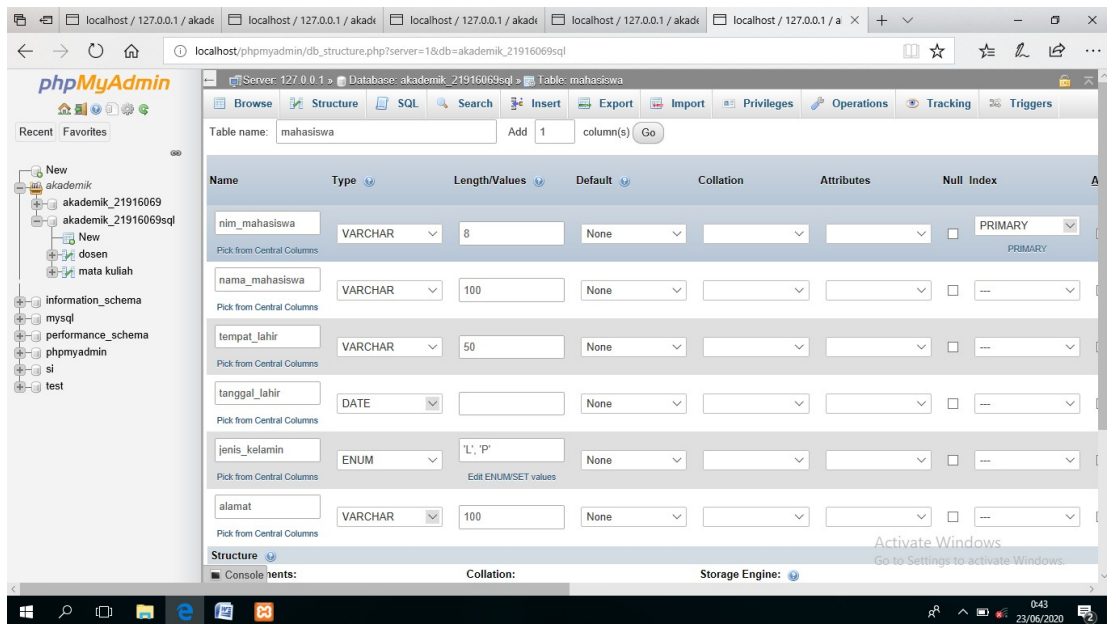 localhost / 127.0.0.1 / akade
localhost / 127.0.0.1 / akade
localhost / 127.0.0.1 / akade
localhost / 127.0.0.1 / akade
localhost / 127.0.0.1 / a
localhost/phpmyadmin/db_structure.php?server=1&db=akademik_21916069sql
phpMyAdmin
Recent Favorites
New
akademik
akademik_21916069
akademik_21916069sql
New
dosen
mata kuliah
information_schema
mysql
performance_schema
phpmyadmin
si
test
Server: 127.0.0.1 » Database: akademik_21916069sql » Table: mahasiswa
Browse Structure SQL Search Insert Export Import Privileges Operations Tracking Triggers
Table name: mahasiswa Add 1 column(s) Go
Name Type Length/Values Default Collation Attributes Null Index A
nim_mahasiswa VARCHAR 8 None PRIMARY
Pick from Central Columns PRIMARY
nama_mahasiswa VARCHAR 100 None ---
Pick from Central Columns
tempat_lahir VARCHAR 50 None ---
Pick from Central Columns
tanggal_lahir DATE None ---
Pick from Central Columns
jenis_kelamin ENUM 'L', 'P' None ---
Pick from Central Columns Edit ENUM/SET values
alamat VARCHAR 100 None ---
Pick from Central Columns
Structure
Console ments: Collation: Storage Engine:
Activate Windows
Go to Settings to activate Windows.
0:43
23/06/2020
2